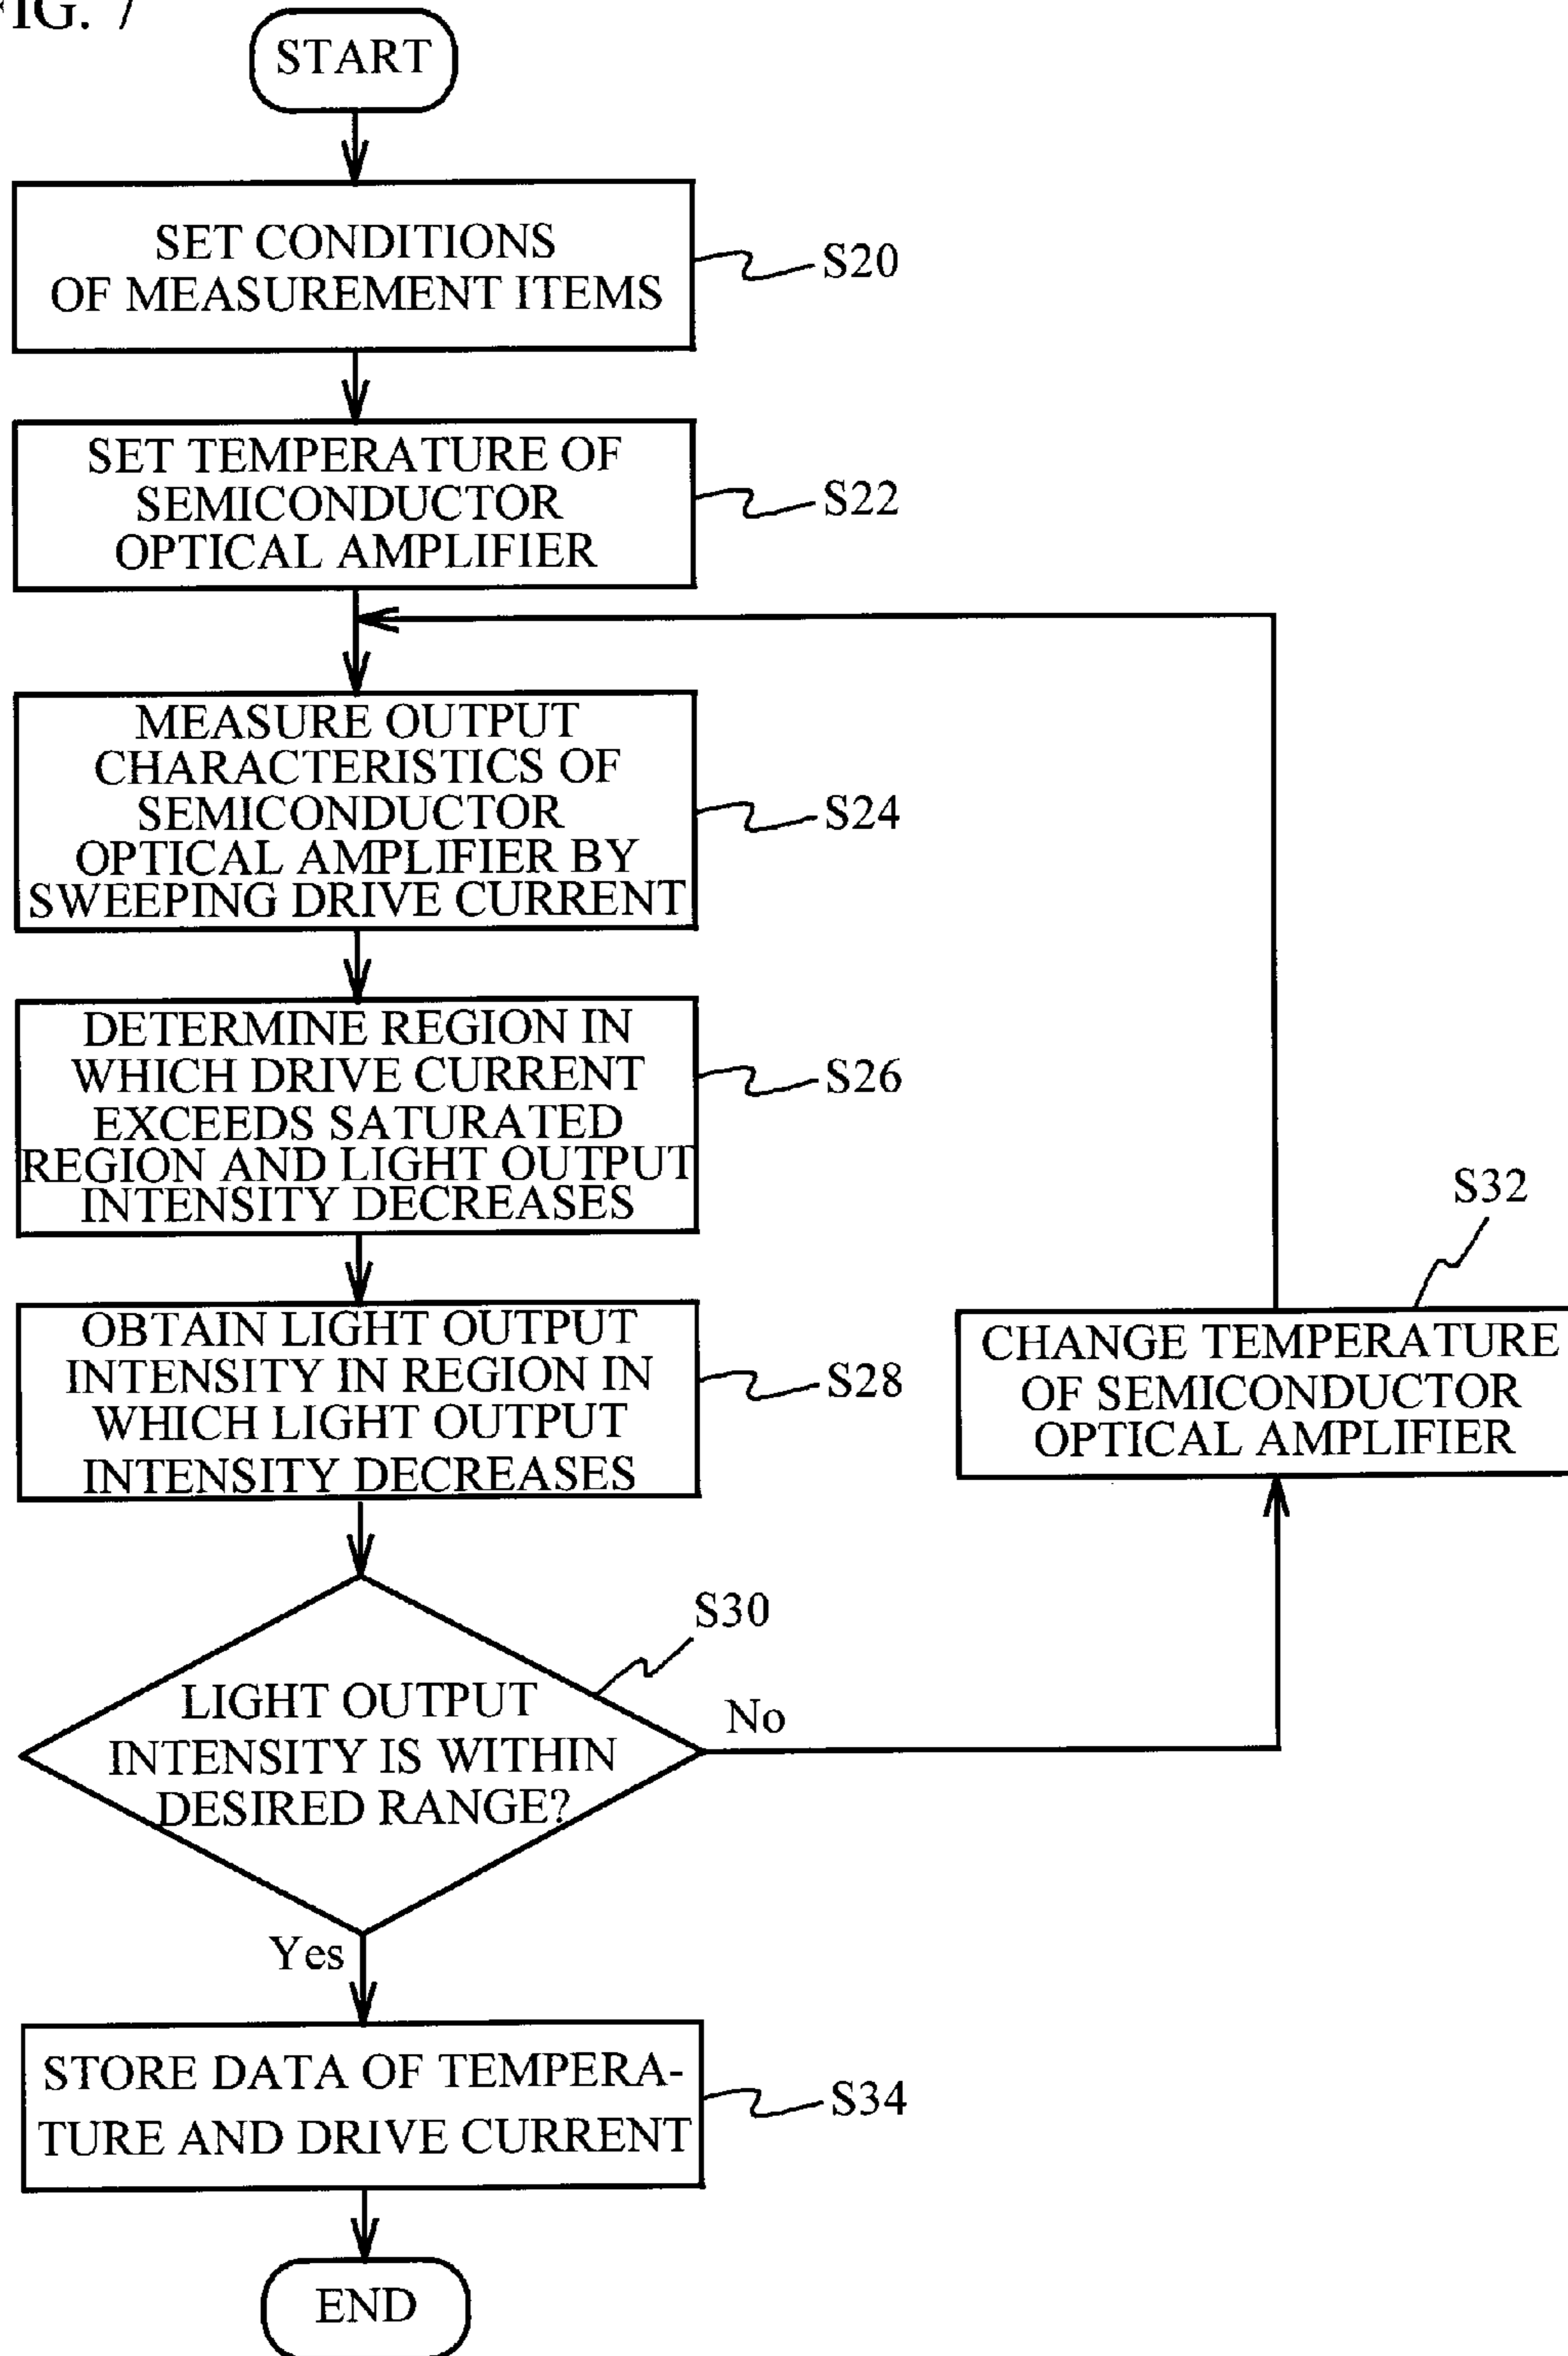 FIG. 7
START
SET CONDITIONS
OF MEASUREMENT ITEMS
S20
SET TEMPERATURE OF
SEMICONDUCTOR
OPTICAL AMPLIFIER
S22
MEASURE OUTPUT
CHARACTERISTICS OF
SEMICONDUCTOR
OPTICAL AMPLIFIER BY
SWEEPING DRIVE CURRENT
S24
DETERMINE REGION IN
WHICH DRIVE CURRENT
EXCEEDS SATURATED
REGION AND LIGHT OUTPUT
INTENSITY DECREASES
S26
OBTAIN LIGHT OUTPUT
INTENSITY IN REGION IN
WHICH LIGHT OUTPUT
INTENSITY DECREASES
S28
S32
CHANGE TEMPERATURE
OF SEMICONDUCTOR
OPTICAL AMPLIFIER
S30
LIGHT OUTPUT
INTENSITY IS WITHIN
DESIRED RANGE?
No
Yes
STORE DATA OF TEMPERA-
TURE AND DRIVE CURRENT
S34
END